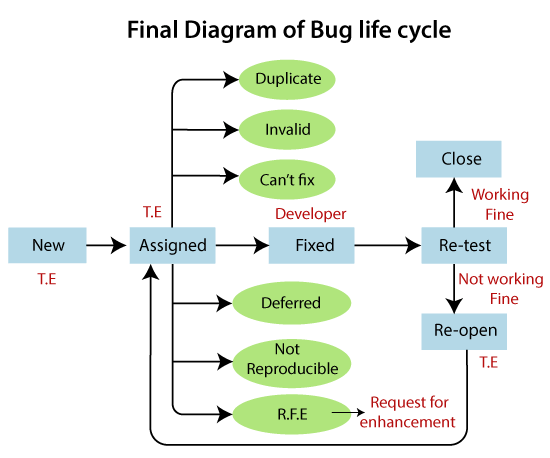 Final Diagram of Bug life cycle
Duplicate
Invalid
Can't fix
Close
T.E
Developer
Working
Fine
New
Assigned
Fixed
Re-test
T.E
Not working
Fine
Deferred
Re-open
Not
Reproducible
T.E
R.F.E
Request for
enhancement